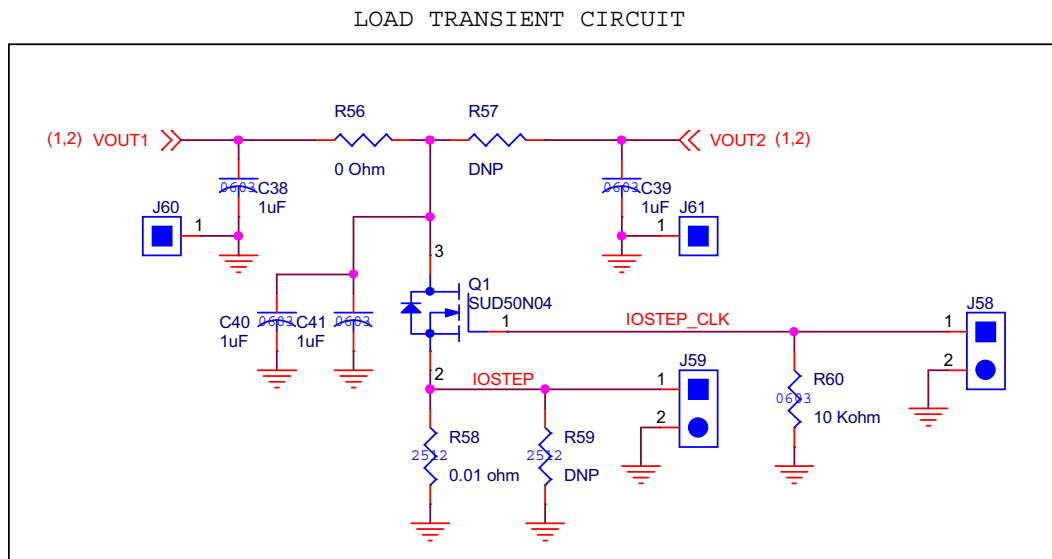 LOAD TRANSIENT CIRCUIT
R56
R57
(1,2) VOUT1
VOUT2 (1,2)
0 Ohm
DNP
0603
C38
1uF
0603
C39
1uF
J60
1
J61
1
3
Q1
SUD50N04
C40
0603
1uF
C41
0603
1uF
1
IOSTEP_CLK
J58
1
2
2
IOSTEP
J59
1
2
R60
0603
10 Kohm
R58
2512
0.01 ohm
R59
2512
DNP